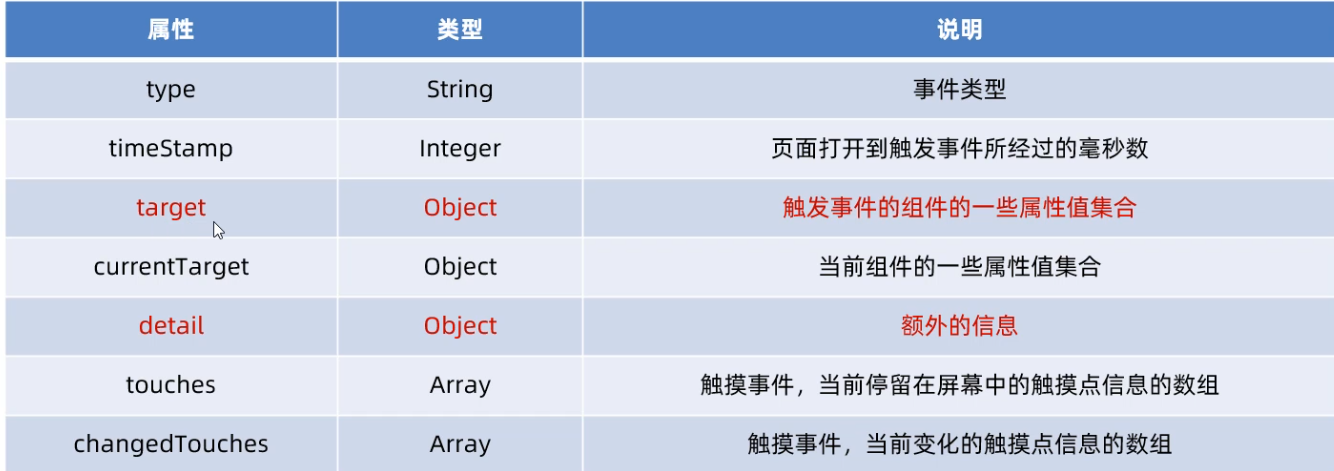 属性 类型 说明
type String 事件类型
timeStamp Integer 页面打开到触发事件所经过的毫秒数
target Object 触发事件的组件的一些属性值集合
currentTarget Object 当前组件的一些属性值集合
detail Object 额外的信息
touches Array 触摸事件，当前停留在屏幕中的触摸点信息的数组
changedTouches Array 触摸事件，当前变化的触摸点信息的数组